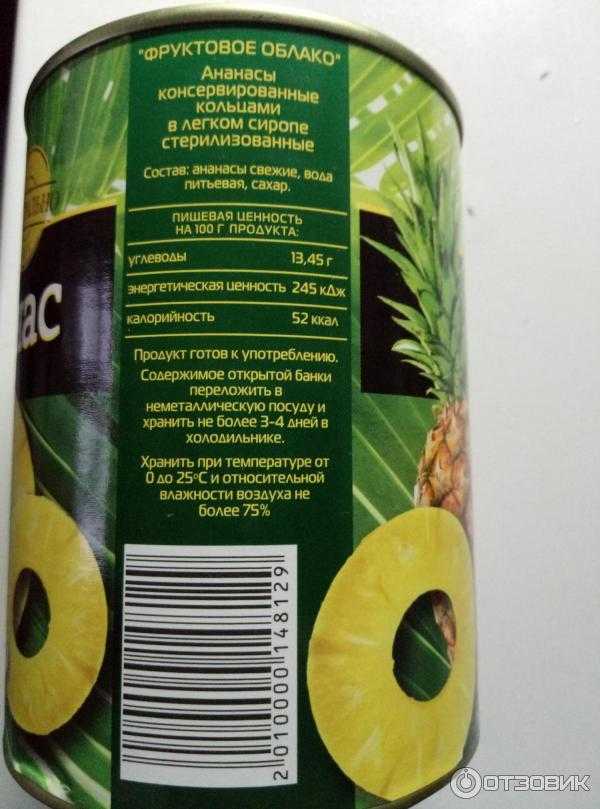 "ФРУКТОВОЕ ОБЛАКО"
Ананасы
консервированные
кольцами
в легком сиропе
стерилизованные
Состав: ананасы свежие, вода
питьевая, сахар.
ПИЩЕВАЯ ЦЕННОСТЬ
НА 100 Г ПРОДУКТА:
углеводы 13,45 г
энергетическая ценность 245 кДж
калорийность 52 ккал
Продукт готов к употреблению.
Содержимое открытой банки
переложить в
неметаллическую посуду и
хранить не более 3-4 дней в
холодильнике.
Хранить при температуре от
0 до 25°С и относительной
влажности воздуха не
более 75%
2 010000 148129
нас
ОТЗОВИК